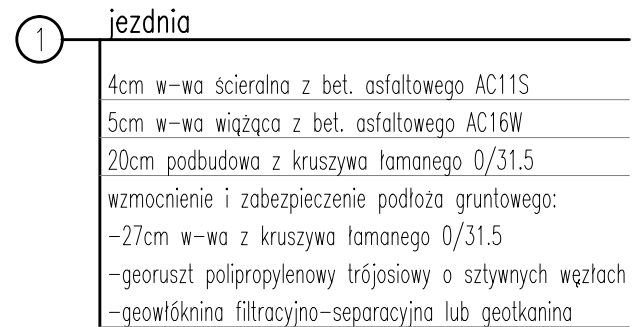 1
jezdnia
4cm w-wa ścieralna z bet. asfaltowego AC11S
5cm w-wa wiążąca z bet. asfaltowego AC16W
20cm podbudowa z kruszywa łamanego 0/31.5
wzmocnienie i zabezpieczenie podłoża gruntowego:
-27cm w-wa z kruszywa łamanego 0/31.5
-georuszt polipropylenowy trójosiowy o sztywnych węzłach
-geowłóknina filtracyjno-separacyjna lub geotkanina